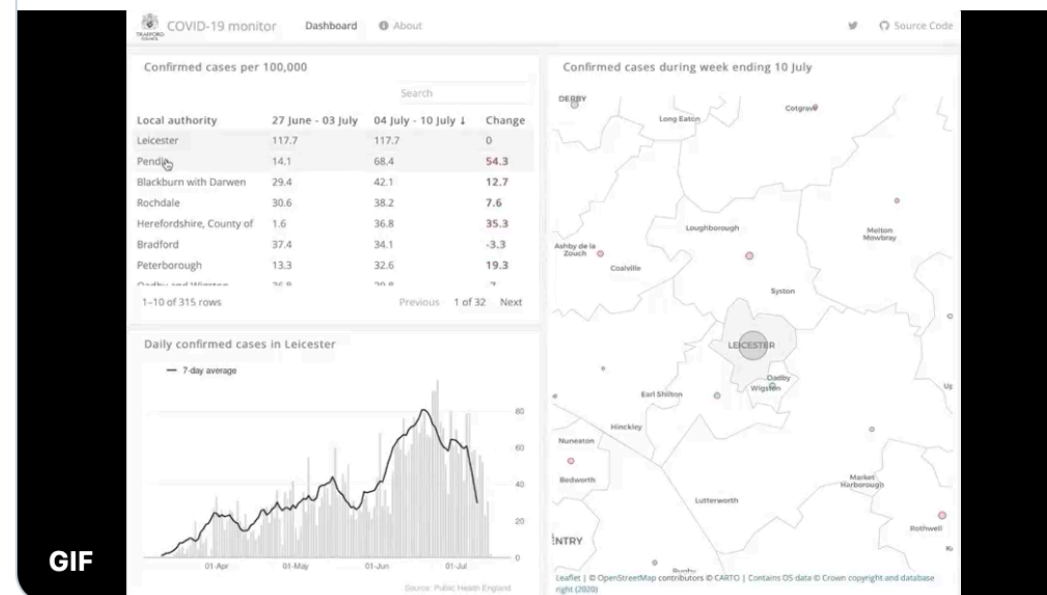 TRAFFORD
COUNCIL
COVID-19 monitor
Dashboard
About
Source Code
Confirmed cases per 100,000
Search
Local authority 27 June - 03 July 04 July - 10 July ↓ Change
Leicester 117.7 117.7 0
Pendle 14.1 68.4 54.3
Blackburn with Darwen 29.4 42.1 12.7
Rochdale 30.6 38.2 7.6
Herefordshire, County of 1.6 36.8 35.3
Bradford 37.4 34.1 -3.3
Peterborough 13.3 32.6 19.3
Oadby and Wigston
1–10 of 315 rows
Previous 1 of 32 Next
Daily confirmed cases in Leicester
7-day average
80
60
40
20
0
01-Apr 01-May 01-Jun 01-Jul
Source: Public Health England
Confirmed cases during week ending 10 July
DERBY
Cotgrave
Long Eaton
Loughborough
Melton
Mowbray
Ashby de la
Zouch
Coalville
Syston
LEICESTER
Oadby
Wigston
Up
Earl Shilton
Hinckley
Nuneaton
Bedworth
Market
Harborough
Lutterworth
Rothwell
ENTRY
Rugby
Leaflet | © OpenStreetMap contributors © CARTO | Contains OS data © Crown copyright and database
right (2020)
GIF